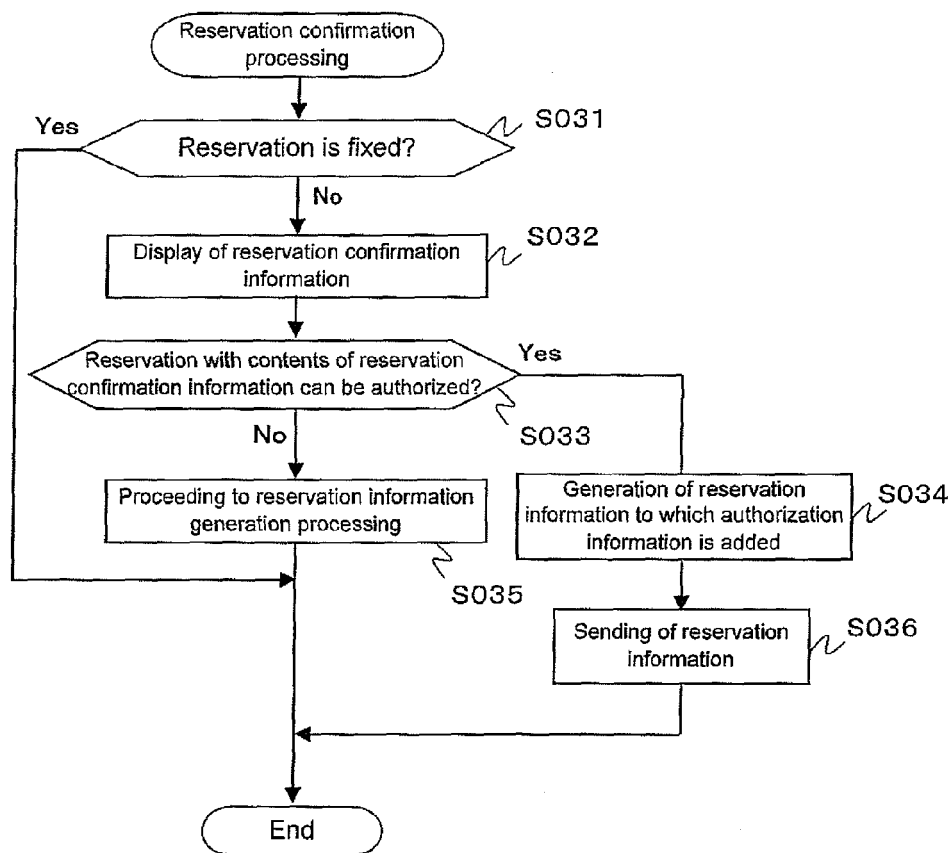 Reservation confirmation
processing
Yes
S031
Reservation is fixed?
No
S032
Display of reservation confirmation
information
Reservation with contents of reservation
confirmation information can be authorized?
Yes
S033
No
Proceeding to reservation information
generation processing
S035
Generation of reservation
information to which authorization
information is added
S034
Sending of reservation
information
S036
End